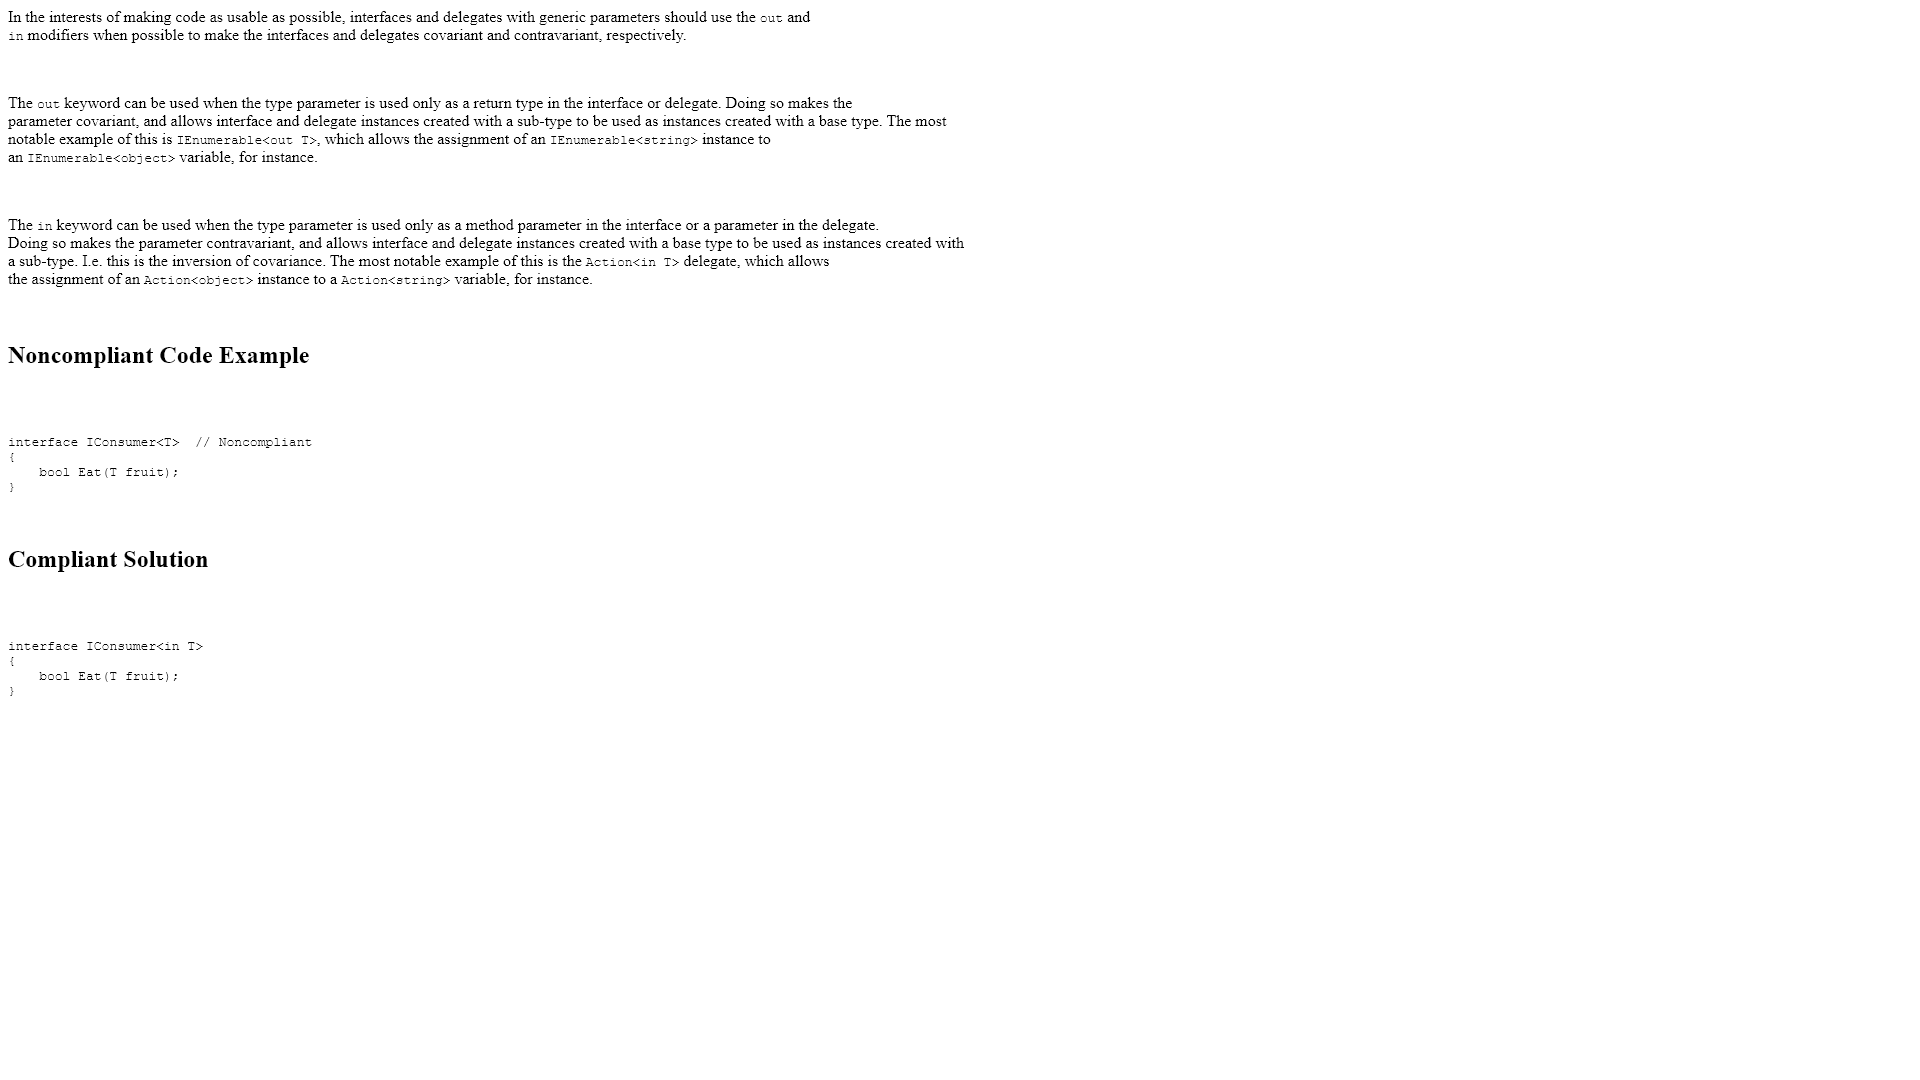 In the interests of making code as usable as possible, interfaces and delegates with generic parameters should use the out and
in modifiers when possible to make the interfaces and delegates covariant and contravariant, respectively.
The out keyword can be used when the type parameter is used only as a return type in the interface or delegate. Doing so makes the
parameter covariant, and allows interface and delegate instances created with a sub-type to be used as instances created with a base type. The most
notable example of this is IEnumerable<out T>, which allows the assignment of an IEnumerable<string> instance to
an IEnumerable<object> variable, for instance.
The in keyword can be used when the type parameter is used only as a method parameter in the interface or a parameter in the delegate.
Doing so makes the parameter contravariant, and allows interface and delegate instances created with a base type to be used as instances created with
a sub-type. I.e. this is the inversion of covariance. The most notable example of this is the Action<in T> delegate, which allows
the assignment of an Action<object> instance to a Action<string> variable, for instance.
Noncompliant Code Example
interface IConsumer<T>  // Noncompliant
{
    bool Eat(T fruit);
}
Compliant Solution
interface IConsumer<in T>
{
    bool Eat(T fruit);
}